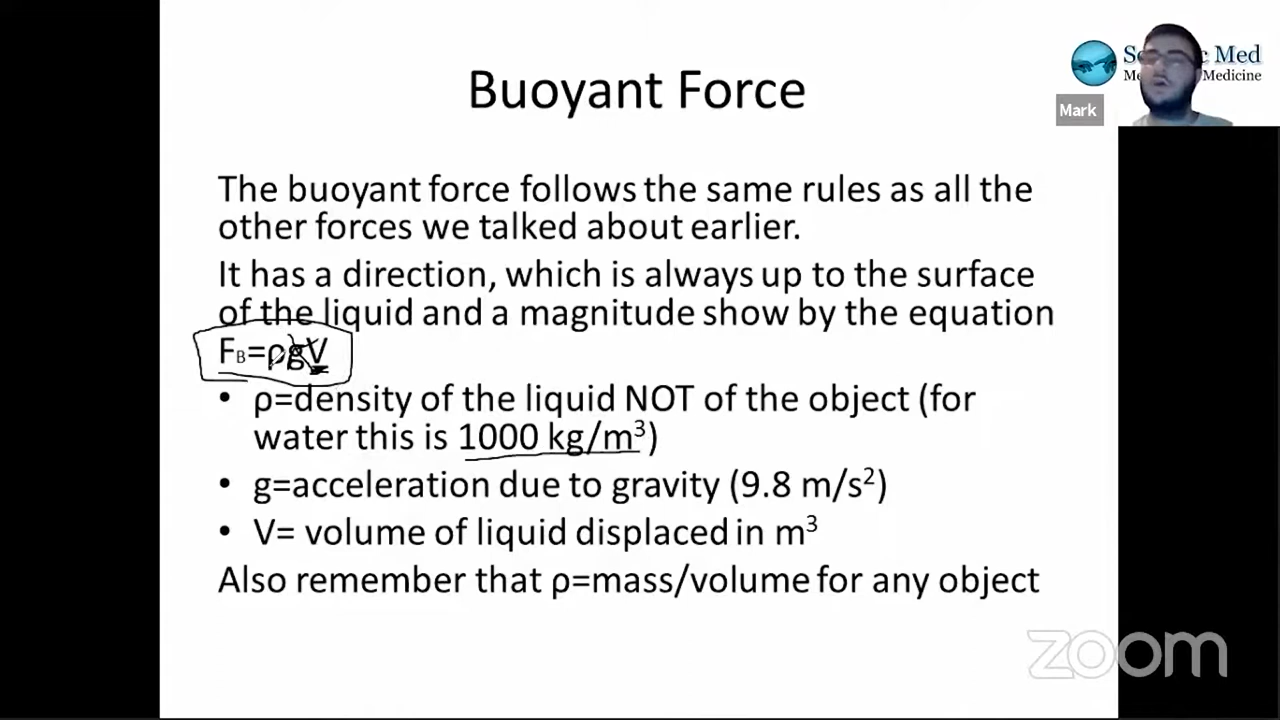 Buoyant Force
Med
Medicine
Mark
The buoyant force follows the same rules as all the
other forces we talked about earlier.
It has a direction, which is always up to the surface
of the liquid and a magnitude show by the equation
FB=ρgV
• ρ=density of the liquid NOT of the object (for
water this is 1000 kg/m³)
• g=acceleration due to gravity (9.8 m/s²)
• V= volume of liquid displaced in m³
Also remember that ρ=mass/volume for any object
zoom